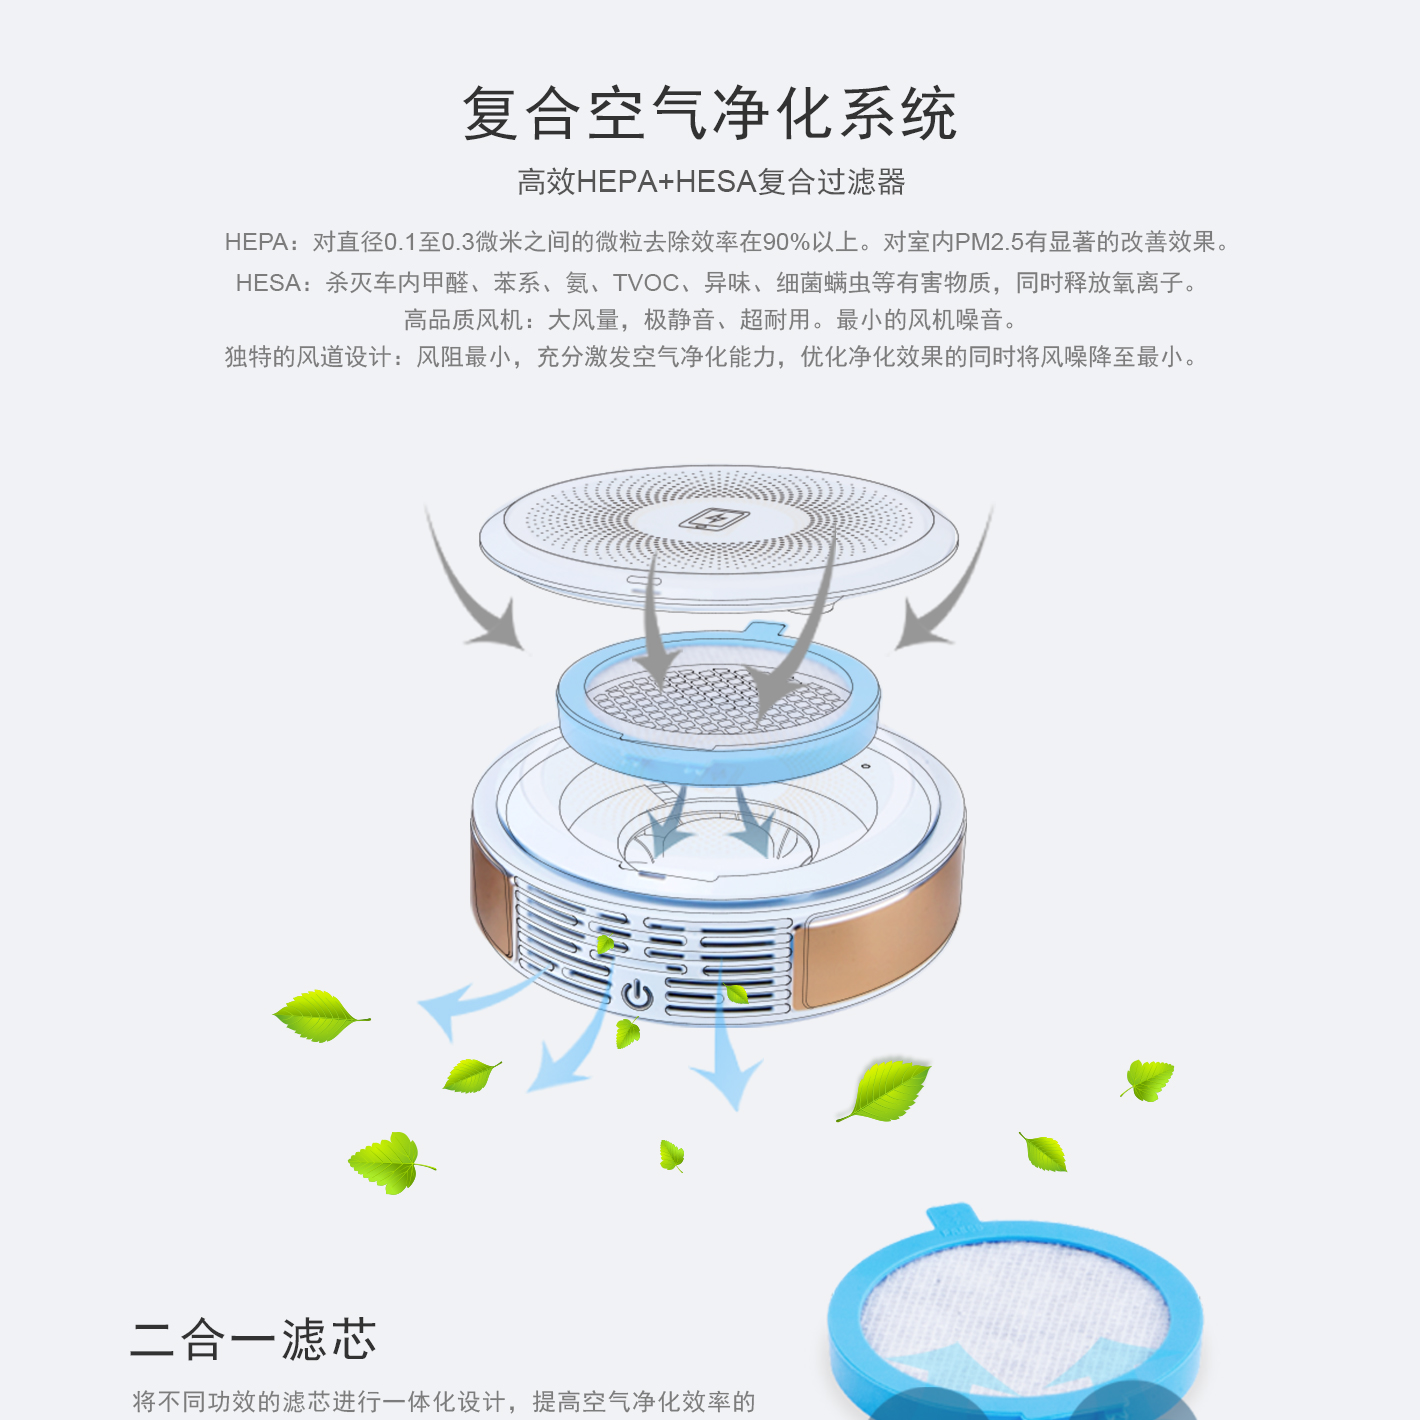 复合空气净化系统
高效HEPA+HESA复合过滤器
HEPA：对直径0.1至0.3微米之间的微粒去除效率在90%以上。对室内PM2.5有显著的改善效果。
HESA：杀灭车内甲醛、苯系、氨、TVOC、异味、细菌螨虫等有害物质，同时释放氧离子。
高品质风机：大风量，极静音、超耐用。最小的风机噪音。
独特的风道设计：风阻最小，充分激发空气净化能力，优化净化效果的同时将风噪降至最小。
二合一滤芯
将不同功效的滤芯进行一体化设计，提高空气净化效率的